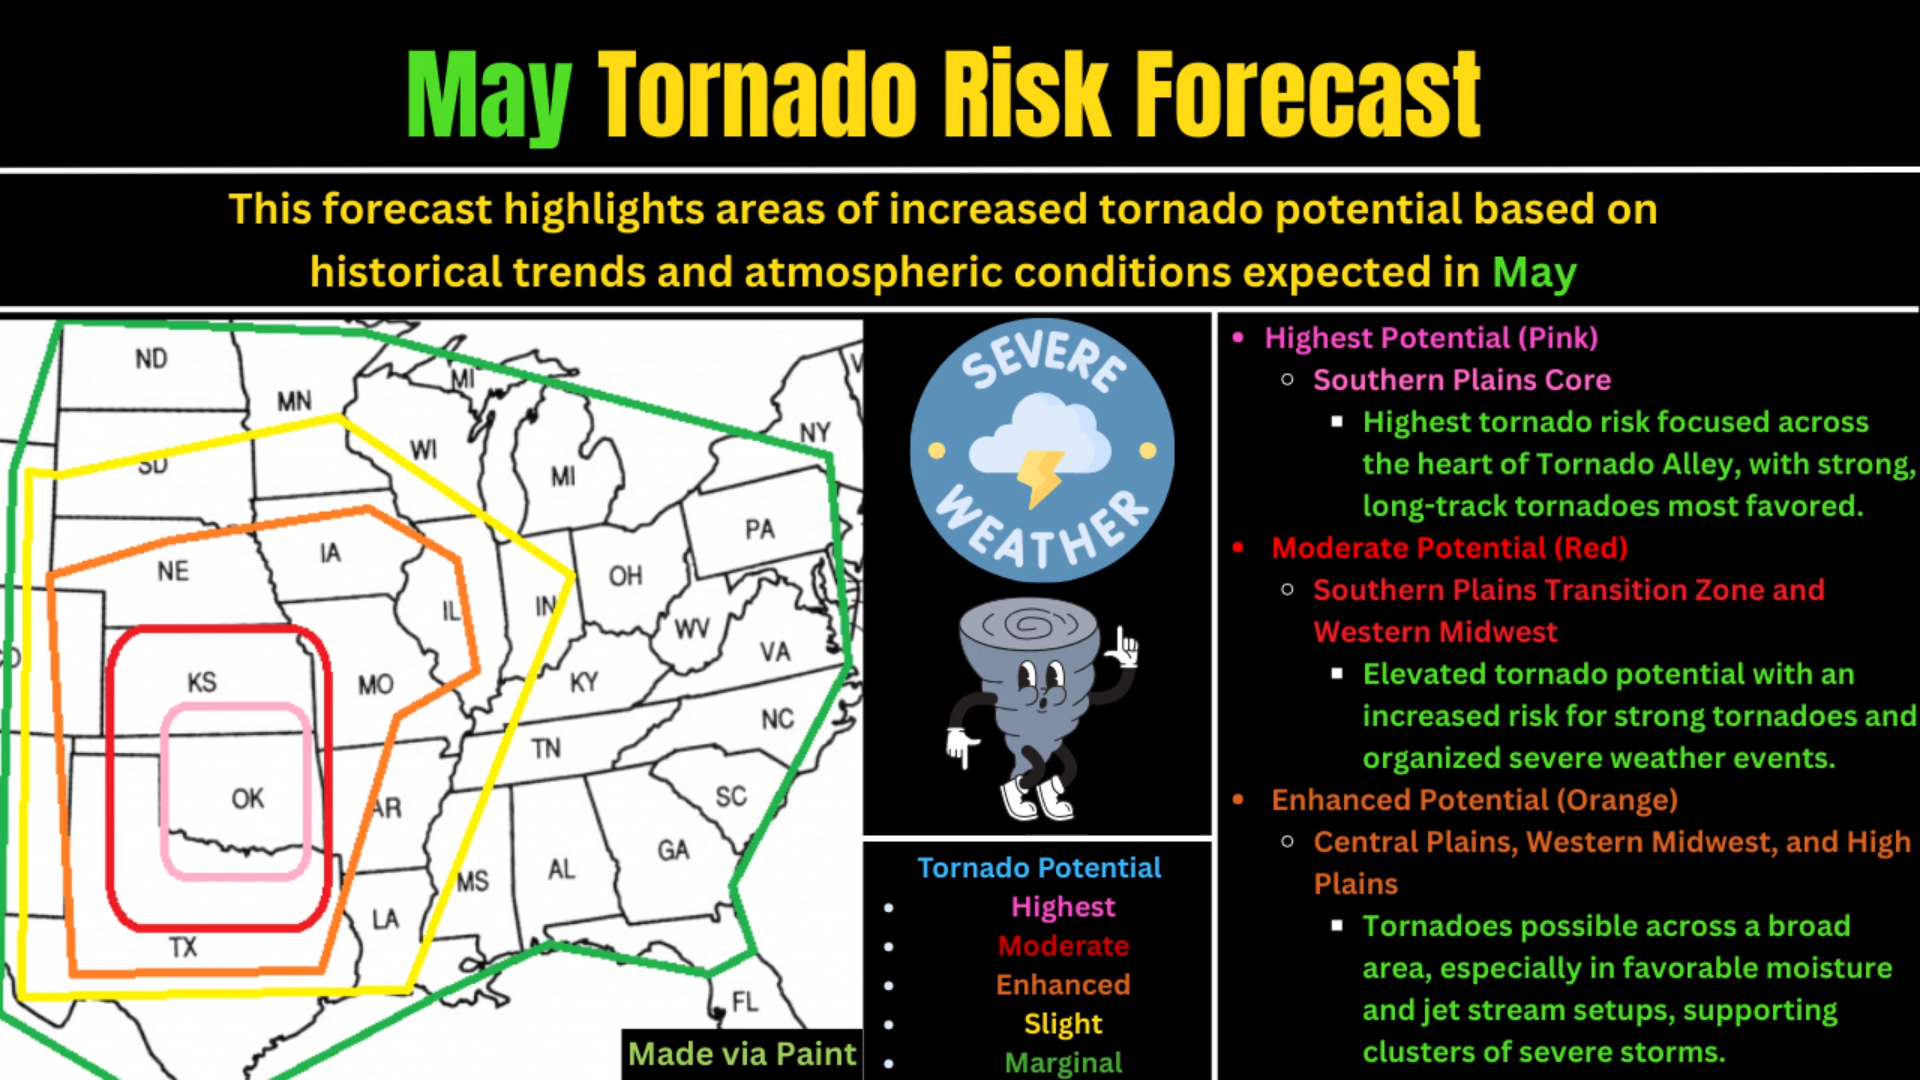 May Tornado Risk Forecast
This forecast highlights areas of increased tornado potential based on
historical trends and atmospheric conditions expected in May
ND
MN
MI
NY
V
SD
WI
MI
PA
NE
IA
IL
IN
OH
WV
VA
KS
MO
KY
NC
OK
AR
TN
SC
MS
AL
GA
TX
LA
FL
Made via Paint
SEVERE
WEATHER
Tornado Potential
Highest
Moderate
Enhanced
Slight
Marginal
• Highest Potential (Pink)
○ Southern Plains Core
▪ Highest tornado risk focused across
the heart of Tornado Alley, with strong,
long-track tornadoes most favored.
• Moderate Potential (Red)
○ Southern Plains Transition Zone and
Western Midwest
▪ Elevated tornado potential with an
increased risk for strong tornadoes and
organized severe weather events.
• Enhanced Potential (Orange)
○ Central Plains, Western Midwest, and High
Plains
▪ Tornadoes possible across a broad
area, especially in favorable moisture
and jet stream setups, supporting
clusters of severe storms.